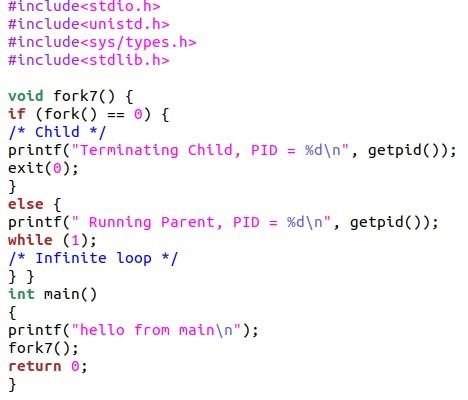 #include<stdio.h>
#include<unistd.h>
#include<sys/types.h>
#include<stdlib.h>
void fork7() {
if (fork() == 0) {
/* Child */
printf("Terminating Child, PID = %d\n", getpid());
exit(0);
}
else {
printf(" Running Parent, PID = %d\n", getpid());
while (1);
/* Infinite loop */
} }
int main()
{
printf("hello from main\n");
fork7();
return 0;
}